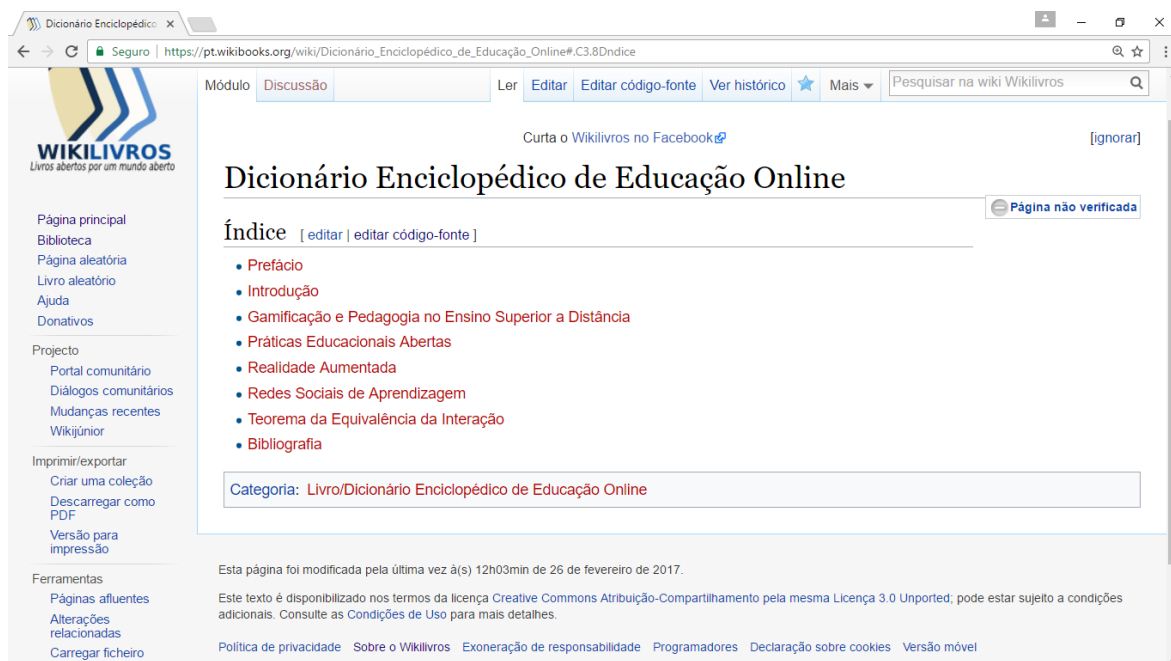 Dicionário Enciclopédico
Seguro | https://pt.wikibooks.org/wiki/Dicionário_Enciclopédico_de_Educação_Online#.C3.8Dndice
Módulo Discussão Ler Editar Editar código-fonte Ver histórico Mais Pesquisar na wiki Wikilivros
WIKILIVROS
Livros abertos por um mundo aberto
Página principal
Biblioteca
Página aleatória
Livro aleatório
Ajuda
Donativos
Projecto
Portal comunitário
Diálogos comunitários
Mudanças recentes
Wikijúnior
Imprimir/exportar
Criar uma coleção
Descarregar como
PDF
Versão para
impressão
Ferramentas
Páginas afluentes
Alterações
relacionadas
Carregar ficheiro
Curta o Wikilivros no Facebook [ignorar]
Dicionário Enciclopédico de Educação Online
Página não verificada
Índice [ editar | editar código-fonte ]
• Prefácio
• Introdução
• Gamificação e Pedagogia no Ensino Superior a Distância
• Práticas Educacionais Abertas
• Realidade Aumentada
• Redes Sociais de Aprendizagem
• Teorema da Equivalência da Interação
• Bibliografia
Categoria: Livro/Dicionário Enciclopédico de Educação Online
Esta página foi modificada pela última vez à(s) 12h03min de 26 de fevereiro de 2017.
Este texto é disponibilizado nos termos da licença Creative Commons Atribuição-Compartilhamento pela mesma Licença 3.0 Unported; pode estar sujeito a condições
adicionais. Consulte as Condições de Uso para mais detalhes.
Política de privacidade Sobre o Wikilivros Exoneração de responsabilidade Programadores Declaração sobre cookies Versão móvel